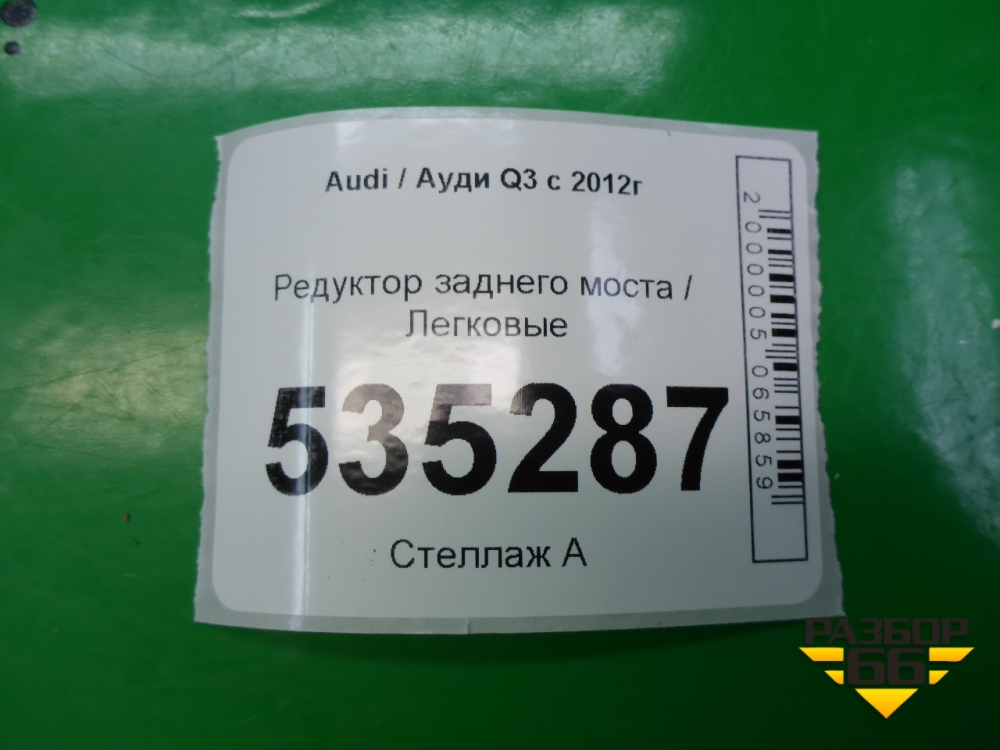 Audi / Ауди Q3 с 2012г
Редуктор заднего моста /
Легковые
535287
Стеллаж А
2000005065859
РАЗБОР
66